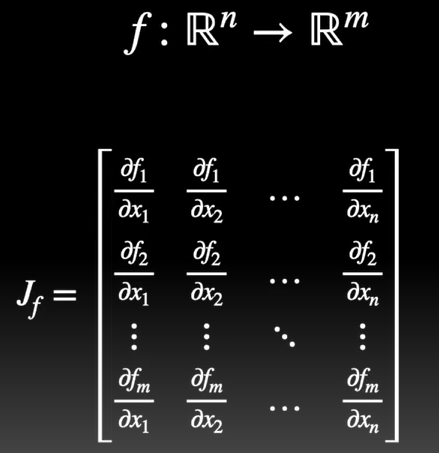 f : ℝⁿ → ℝᵐ
∂f₁/∂x₁ ∂f₁/∂x₂ ⋯ ∂f₁/∂xₙ
∂f₂/∂x₁ ∂f₂/∂x₂ ⋯ ∂f₂/∂xₙ
J_f =
⋮ ⋮ ⋱ ⋮
∂fₘ/∂x₁ ∂fₘ/∂x₂ ⋯ ∂fₘ/∂xₙ